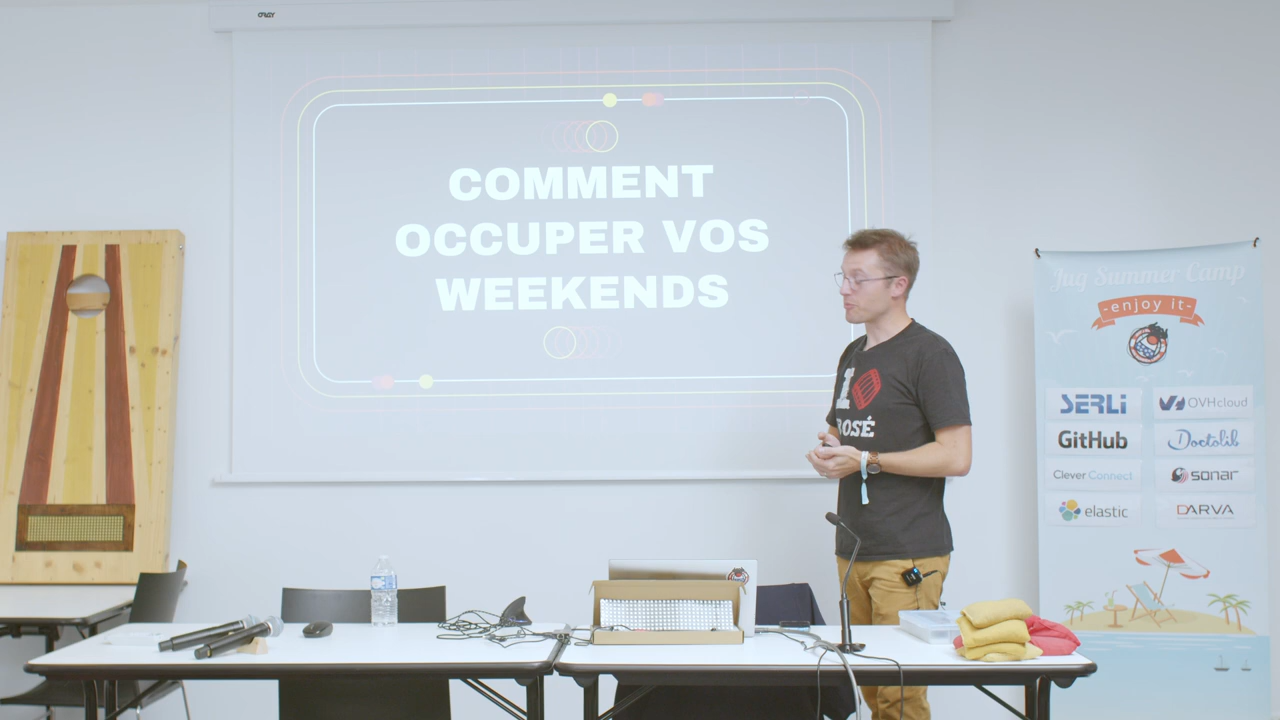 ORAY
COMMENT
OCCUPER VOS
WEEKENDS
I
ROSÉ
Jug Summer Camp
-enjoy it-
SERLI
OVHcloud
GitHub
Doctolib
Clever Connect
sonar
elastic
DARVA